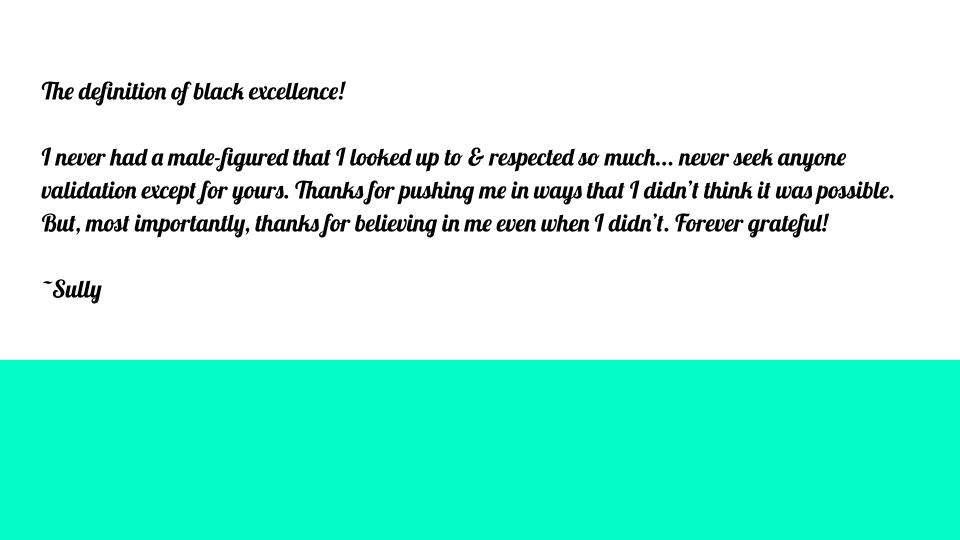 The definition of black excellence!
I never had a male-figured that I looked up to & respected so much... never seek anyone
validation except for yours. Thanks for pushing me in ways that I didn't think it was possible.
But, most importantly, thanks for believing in me even when I didn't. Forever grateful!
~Sully